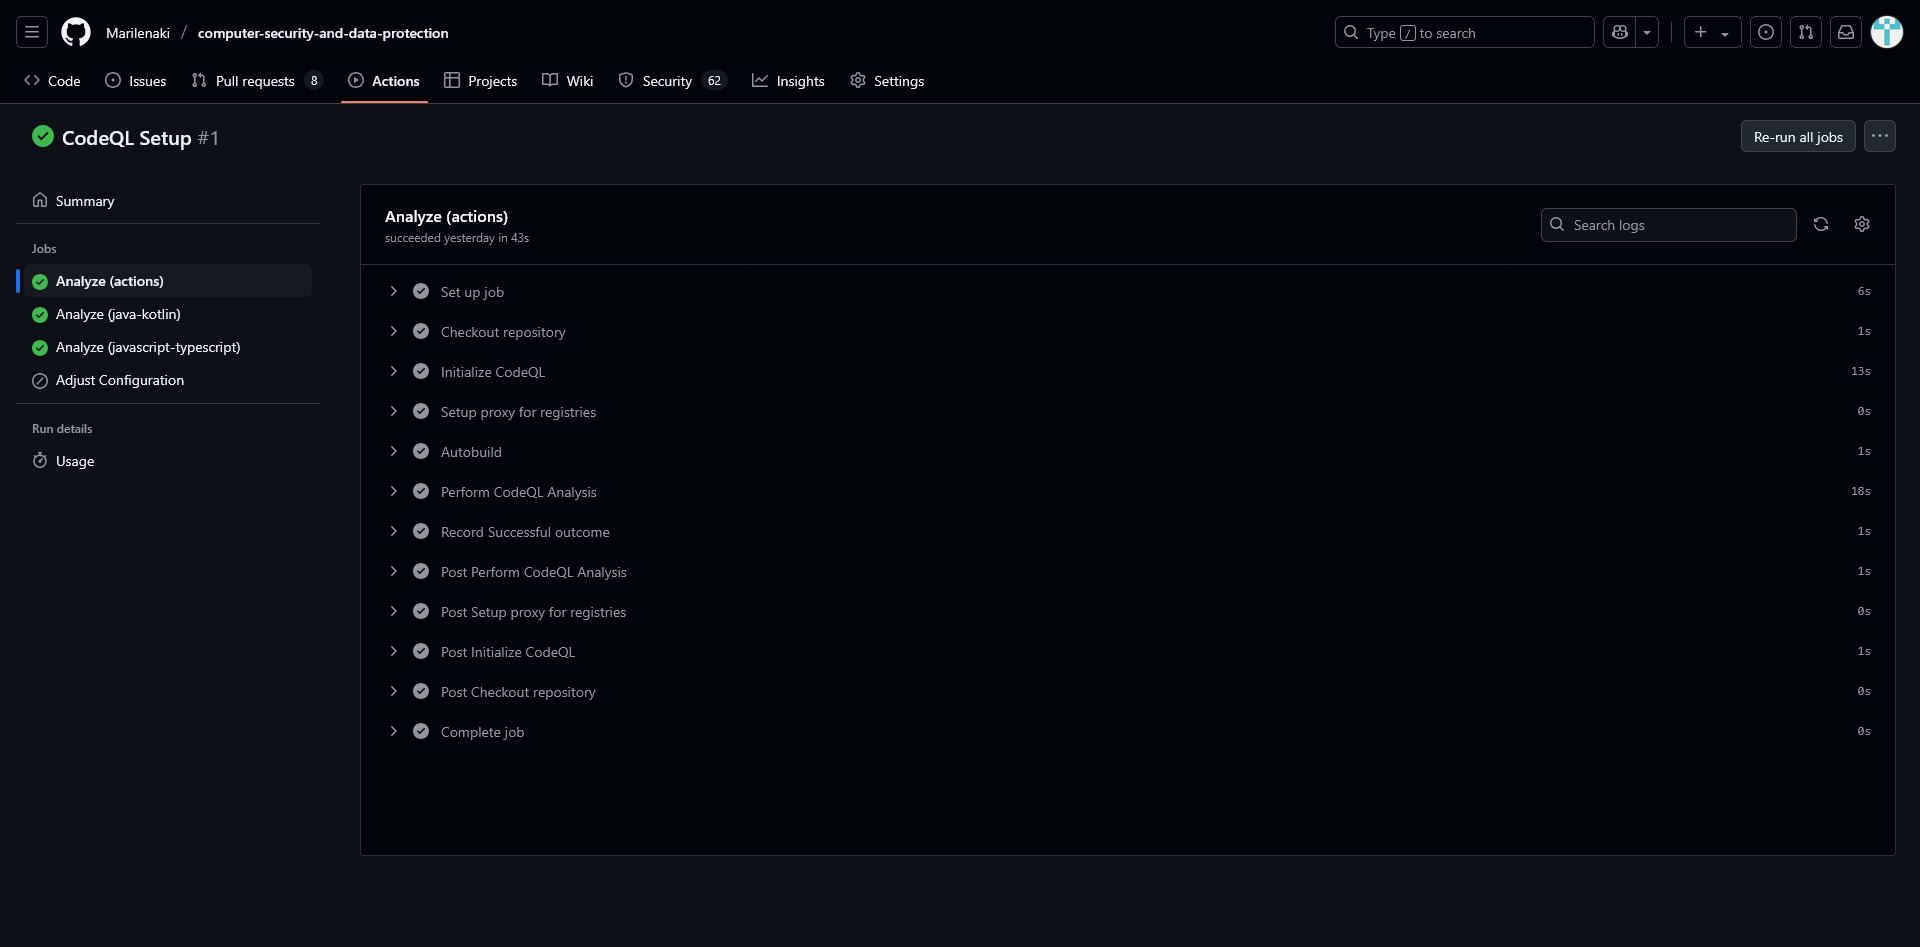 Marilenaki / computer-security-and-data-protection
Type / to search
Code
Issues
Pull requests 8
Actions
Projects
Wiki
Security 62
Insights
Settings
CodeQL Setup #1
Re-run all jobs
Summary
Jobs
Analyze (actions)
Analyze (java-kotlin)
Analyze (javascript-typescript)
Adjust Configuration
Run details
Usage
Analyze (actions)
succeeded yesterday in 43s
Search logs
Set up job 6s
Checkout repository 1s
Initialize CodeQL 13s
Setup proxy for registries 0s
Autobuild 1s
Perform CodeQL Analysis 18s
Record Successful outcome 1s
Post Perform CodeQL Analysis 1s
Post Setup proxy for registries 0s
Post Initialize CodeQL 1s
Post Checkout repository 0s
Complete job 0s